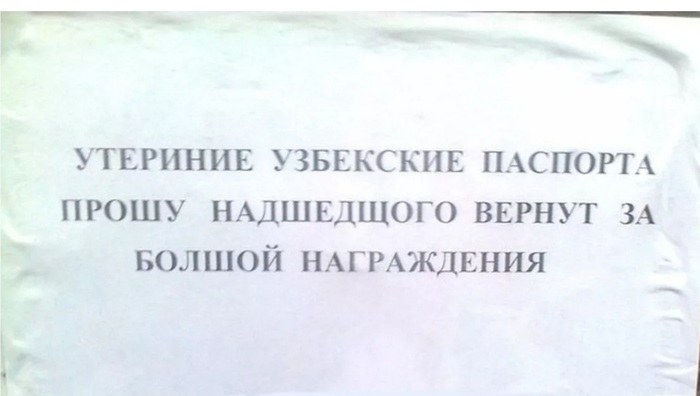 УТЕРИНИЕ УЗБЕКСКИЕ ПАСПОРТА
ПРОШУ НАДШЕДЩОГО ВЕРНУТ ЗА
БОЛШОЙ НАГРАЖДЕНИЯ